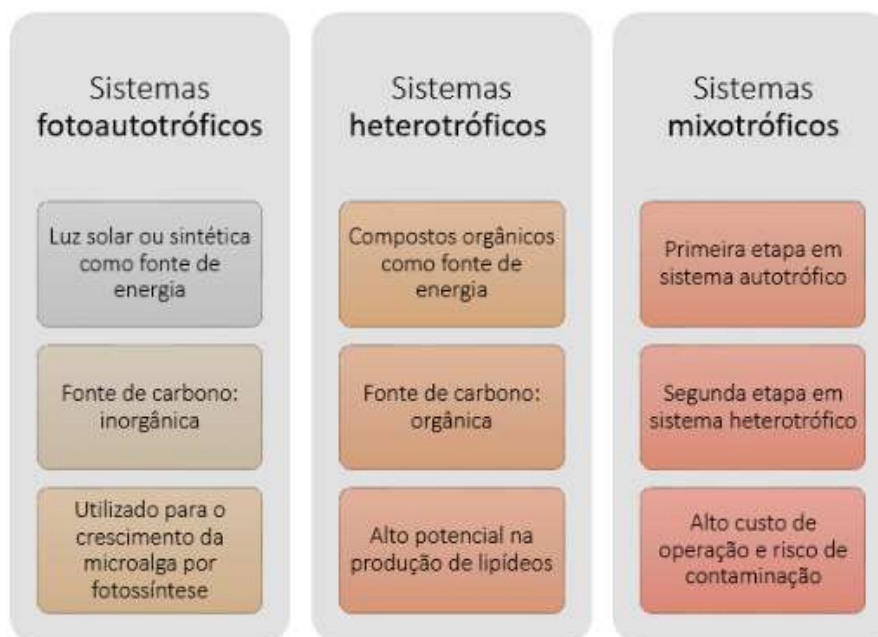 Sistemas
fotoautotróficos
Luz solar ou sintética
como fonte de
energia
Fonte de carbono:
inorgânica
Utilizado para o
crescimento da
microalga por
fotossíntese
Sistemas
heterotróficos
Compostos orgânicos
como fonte de
energia
Fonte de carbono:
orgânica
Alto potencial na
produção de lipídeos
Sistemas
mixotróficos
Primeira etapa em
sistema autotrófico
Segunda etapa em
sistema heterotrófico
Alto custo de
operação e risco de
contaminação